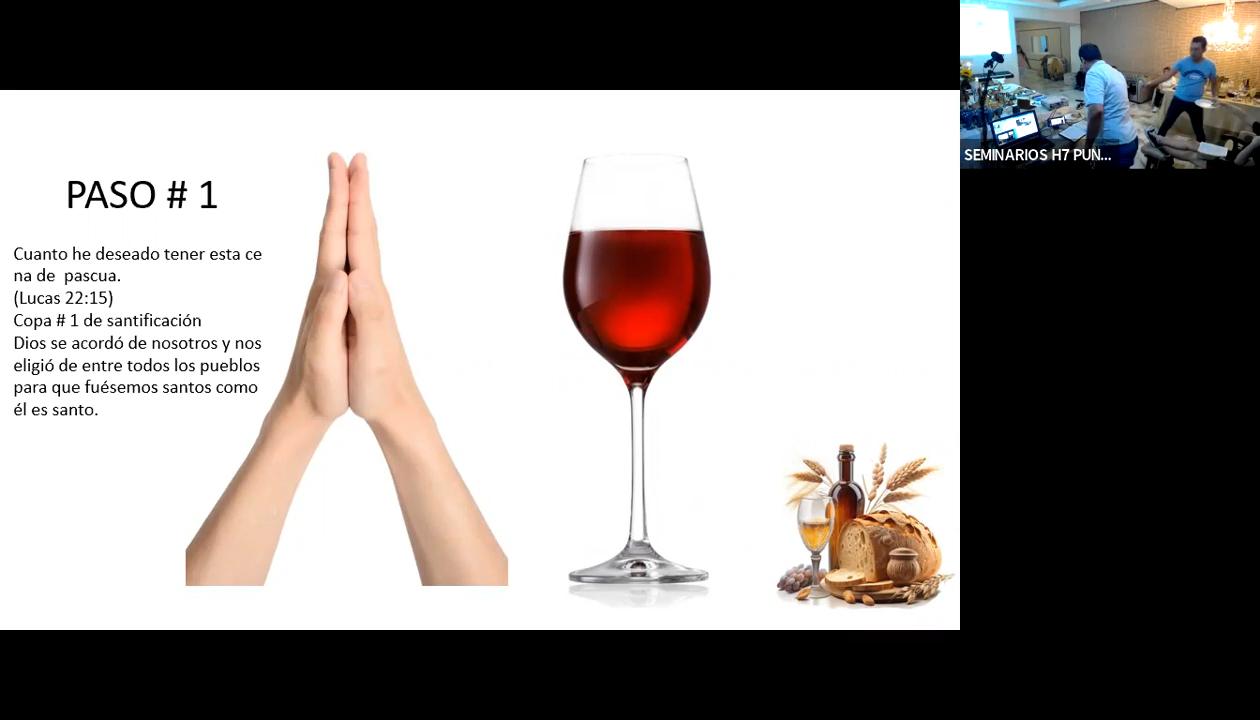 PASO # 1
Cuanto he deseado tener esta ce
na de  pascua.
(Lucas 22:15)
Copa # 1 de santificación
Dios se acordó de nosotros y nos
eligió de entre todos los pueblos
para que fuésemos santos como
él es santo.
SEMINARIOS H7 PUN...